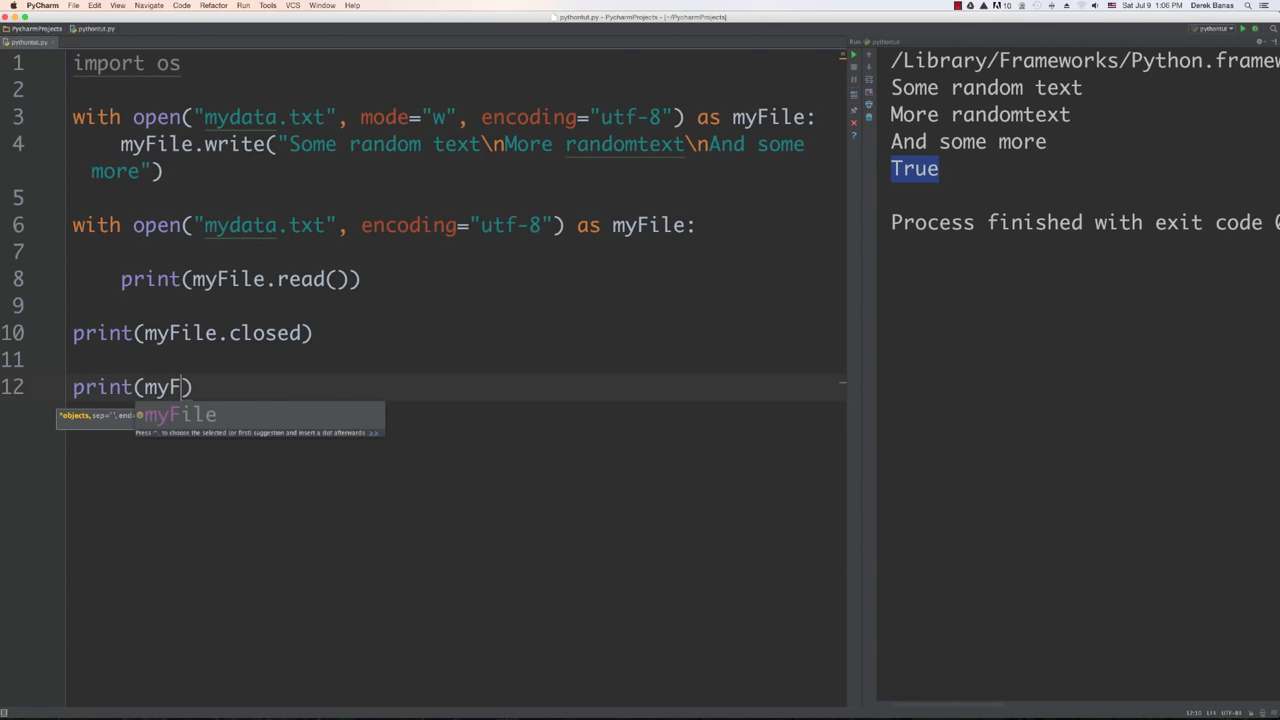 PyCharm File Edit View Navigate Code Refactor Run Tools VCS Window Help 10 Sat Jul 9 1:06 PM Derek Banas
pythontut.py - PycharmProjects - [~/PycharmProjects]
PycharmProjects pythontut.py pythontut
pythontut.py Run pythontut
1 import os
2
3 with open("mydata.txt", mode="w", encoding="utf-8") as myFile:
4 myFile.write("Some random text\nMore randomtext\nAnd some
more")
5
6 with open("mydata.txt", encoding="utf-8") as myFile:
7
8 print(myFile.read())
9
10 print(myFile.closed)
11
12 print(myF)
*objects, sep='', end= myFile
Press ^. to choose the selected (or first) suggestion and insert a dot afterwards >>
/Library/Frameworks/Python.framew
Some random text
More randomtext
And some more
True
Process finished with exit code
12:10 LF UTF-8